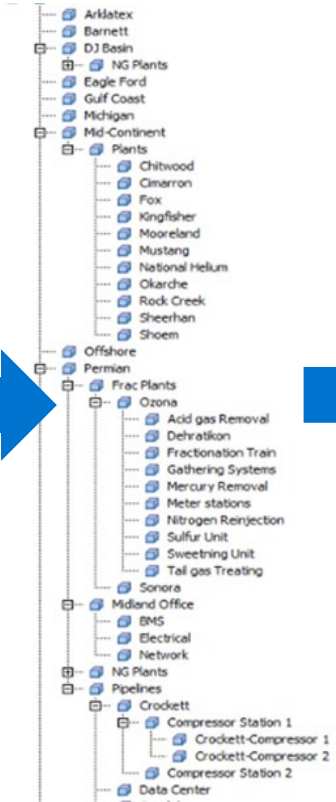 Arklatex
Barnett
DJ Basin
NG Plants
Eagle Ford
Gulf Coast
Michigan
Mid-Continent
Plants
Chitwood
Cimarron
Fox
Kingfisher
Mooreland
Mustang
National Helium
Okarche
Rock Creek
Sheerhan
Shoem
Offshore
Permian
Frac Plants
Ozona
Acid gas Removal
Dehratikon
Fractionation Train
Gathering Systems
Mercury Removal
Meter stations
Nitrogen Reinjection
Sulfur Unit
Sweetning Unit
Tail gas Treating
Sonora
Midland Office
BMS
Electrical
Network
NG Plants
Pipelines
Crockett
Compressor Station 1
Crockett-Compressor 1
Crockett-Compressor 2
Compressor Station 2
Data Center